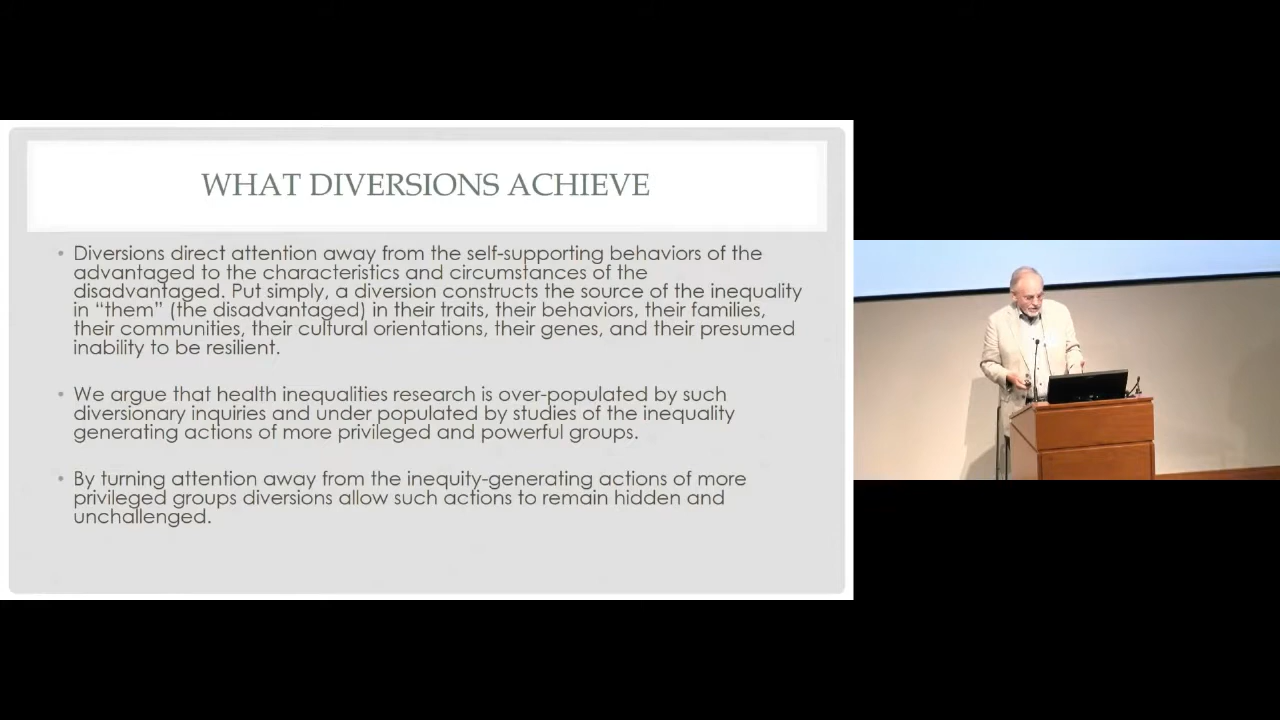 WHAT DIVERSIONS ACHIEVE
• Diversions direct attention away from the self-supporting behaviors of the
advantaged to the characteristics and circumstances of the
disadvantaged. Put simply, a diversion constructs the source of the inequality
in “them” (the disadvantaged) in their traits, their behaviors, their families,
their communities, their cultural orientations, their genes, and their presumed
inability to be resilient.
• We argue that health inequalities research is over-populated by such
diversionary inquiries and under populated by studies of the inequality
generating actions of more privileged and powerful groups.
• By turning attention away from the inequity-generating actions of more
privileged groups diversions allow such actions to remain hidden and
unchallenged.